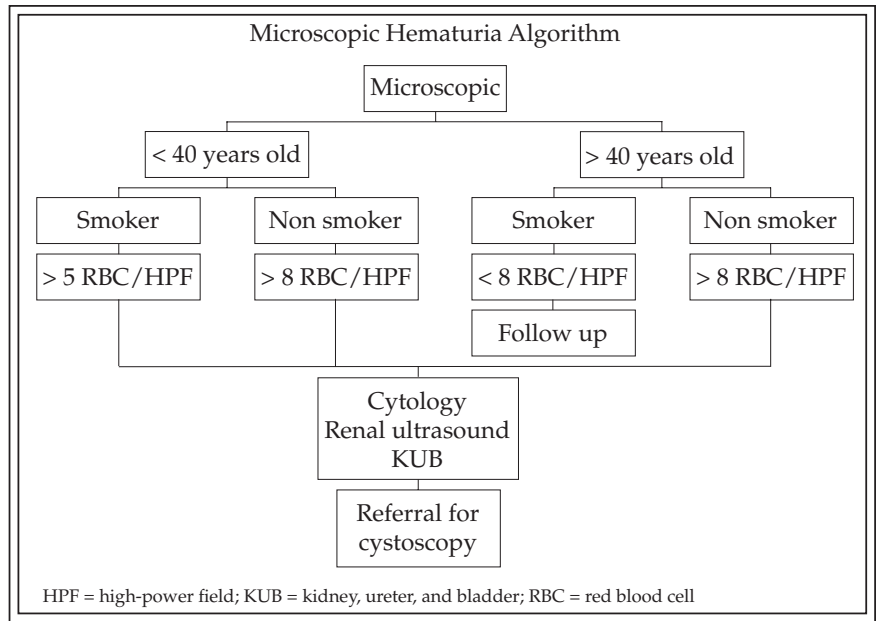 Microscopic Hematuria Algorithm
Microscopic
< 40 years old
> 40 years old
Smoker
Non smoker
Smoker
Non smoker
> 5 RBC/HPF
> 8 RBC/HPF
< 8 RBC/HPF
> 8 RBC/HPF
Follow up
Cytology
Renal ultrasound
KUB
Referral for
cystoscopy
HPF = high-power field; KUB = kidney, ureter, and bladder; RBC = red blood cell